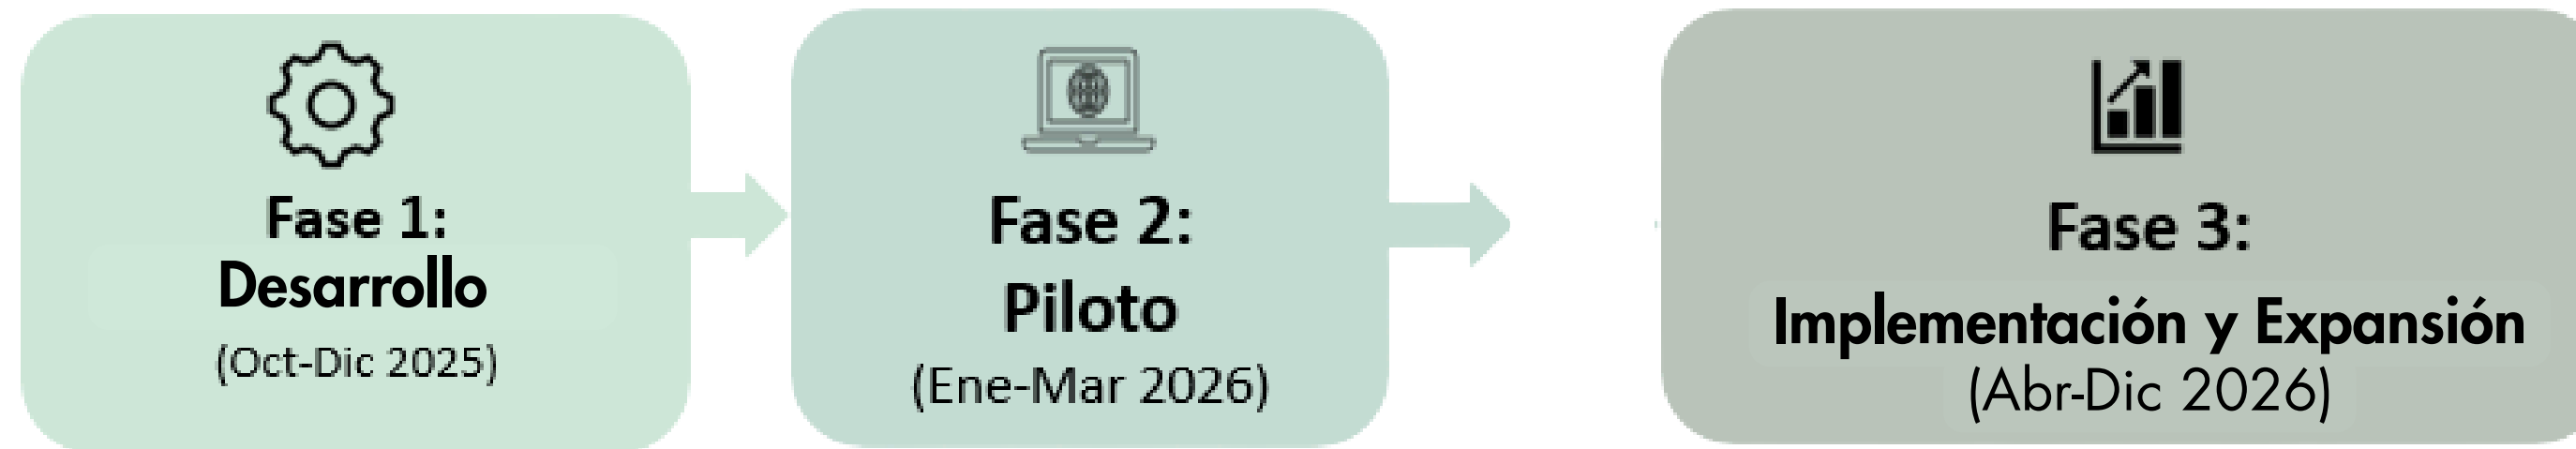 Fase 1:
Desarrollo
(Oct-Dic 2025)
Fase 2:
Piloto
(Ene-Mar 2026)
Fase 3:
Implementación y Expansión
(Abr-Dic 2026)